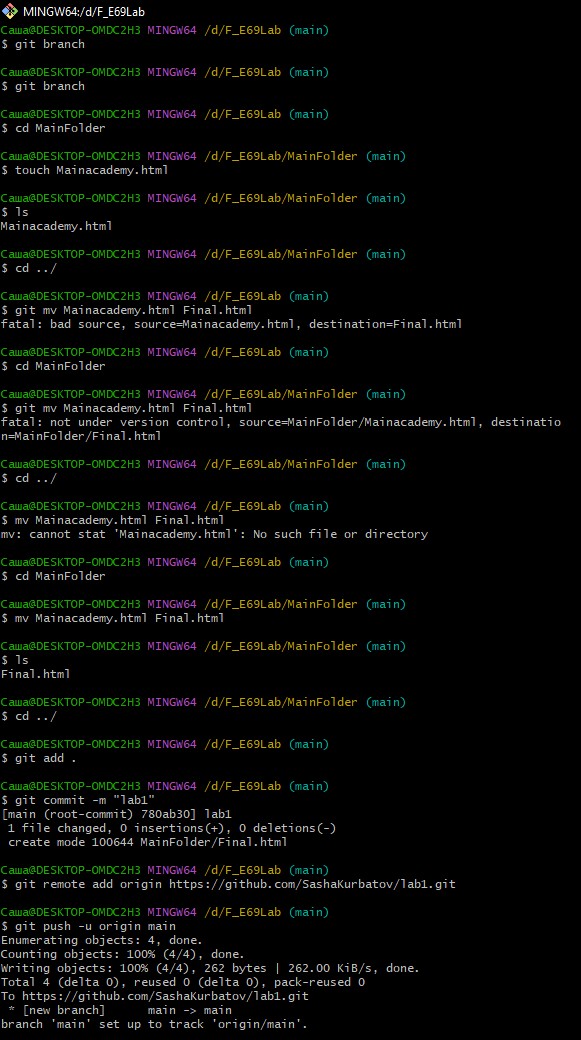 MINGW64:/d/F_E69Lab
Саша@DESKTOP-OMDC2H3 MINGW64 /d/F_E69Lab (main)
$ git branch
Саша@DESKTOP-OMDC2H3 MINGW64 /d/F_E69Lab (main)
$ git branch
Саша@DESKTOP-OMDC2H3 MINGW64 /d/F_E69Lab (main)
$ cd MainFolder
Саша@DESKTOP-OMDC2H3 MINGW64 /d/F_E69Lab/MainFolder (main)
$ touch Mainacademy.html
Саша@DESKTOP-OMDC2H3 MINGW64 /d/F_E69Lab/MainFolder (main)
$ ls
Mainacademy.html
Саша@DESKTOP-OMDC2H3 MINGW64 /d/F_E69Lab/MainFolder (main)
$ cd ../
Саша@DESKTOP-OMDC2H3 MINGW64 /d/F_E69Lab (main)
$ git mv Mainacademy.html Final.html
fatal: bad source, source=Mainacademy.html, destination=Final.html
Саша@DESKTOP-OMDC2H3 MINGW64 /d/F_E69Lab (main)
$ cd MainFolder
Саша@DESKTOP-OMDC2H3 MINGW64 /d/F_E69Lab/MainFolder (main)
$ git mv Mainacademy.html Final.html
fatal: not under version control, source=MainFolder/Mainacademy.html, destinatio
n=MainFolder/Final.html
Саша@DESKTOP-OMDC2H3 MINGW64 /d/F_E69Lab/MainFolder (main)
$ cd ../
Саша@DESKTOP-OMDC2H3 MINGW64 /d/F_E69Lab (main)
$ mv Mainacademy.html Final.html
mv: cannot stat 'Mainacademy.html': No such file or directory
Саша@DESKTOP-OMDC2H3 MINGW64 /d/F_E69Lab (main)
$ cd MainFolder
Саша@DESKTOP-OMDC2H3 MINGW64 /d/F_E69Lab/MainFolder (main)
$ mv Mainacademy.html Final.html
Саша@DESKTOP-OMDC2H3 MINGW64 /d/F_E69Lab/MainFolder (main)
$ ls
Final.html
Саша@DESKTOP-OMDC2H3 MINGW64 /d/F_E69Lab/MainFolder (main)
$ cd ../
Саша@DESKTOP-OMDC2H3 MINGW64 /d/F_E69Lab (main)
$ git add .
Саша@DESKTOP-OMDC2H3 MINGW64 /d/F_E69Lab (main)
$ git commit -m "lab1"
[main (root-commit) 780ab30] lab1
1 file changed, 0 insertions(+), 0 deletions(-)
create mode 100644 MainFolder/Final.html
Саша@DESKTOP-OMDC2H3 MINGW64 /d/F_E69Lab (main)
$ git remote add origin https://github.com/SashaKurbatov/lab1.git
Саша@DESKTOP-OMDC2H3 MINGW64 /d/F_E69Lab (main)
$ git push -u origin main
Enumerating objects: 4, done.
Counting objects: 100% (4/4), done.
Writing objects: 100% (4/4), 262 bytes | 262.00 KiB/s, done.
Total 4 (delta 0), reused 0 (delta 0), pack-reused 0
To https://github.com/SashaKurbatov/lab1.git
* [new branch] main -> main
branch 'main' set up to track 'origin/main'.